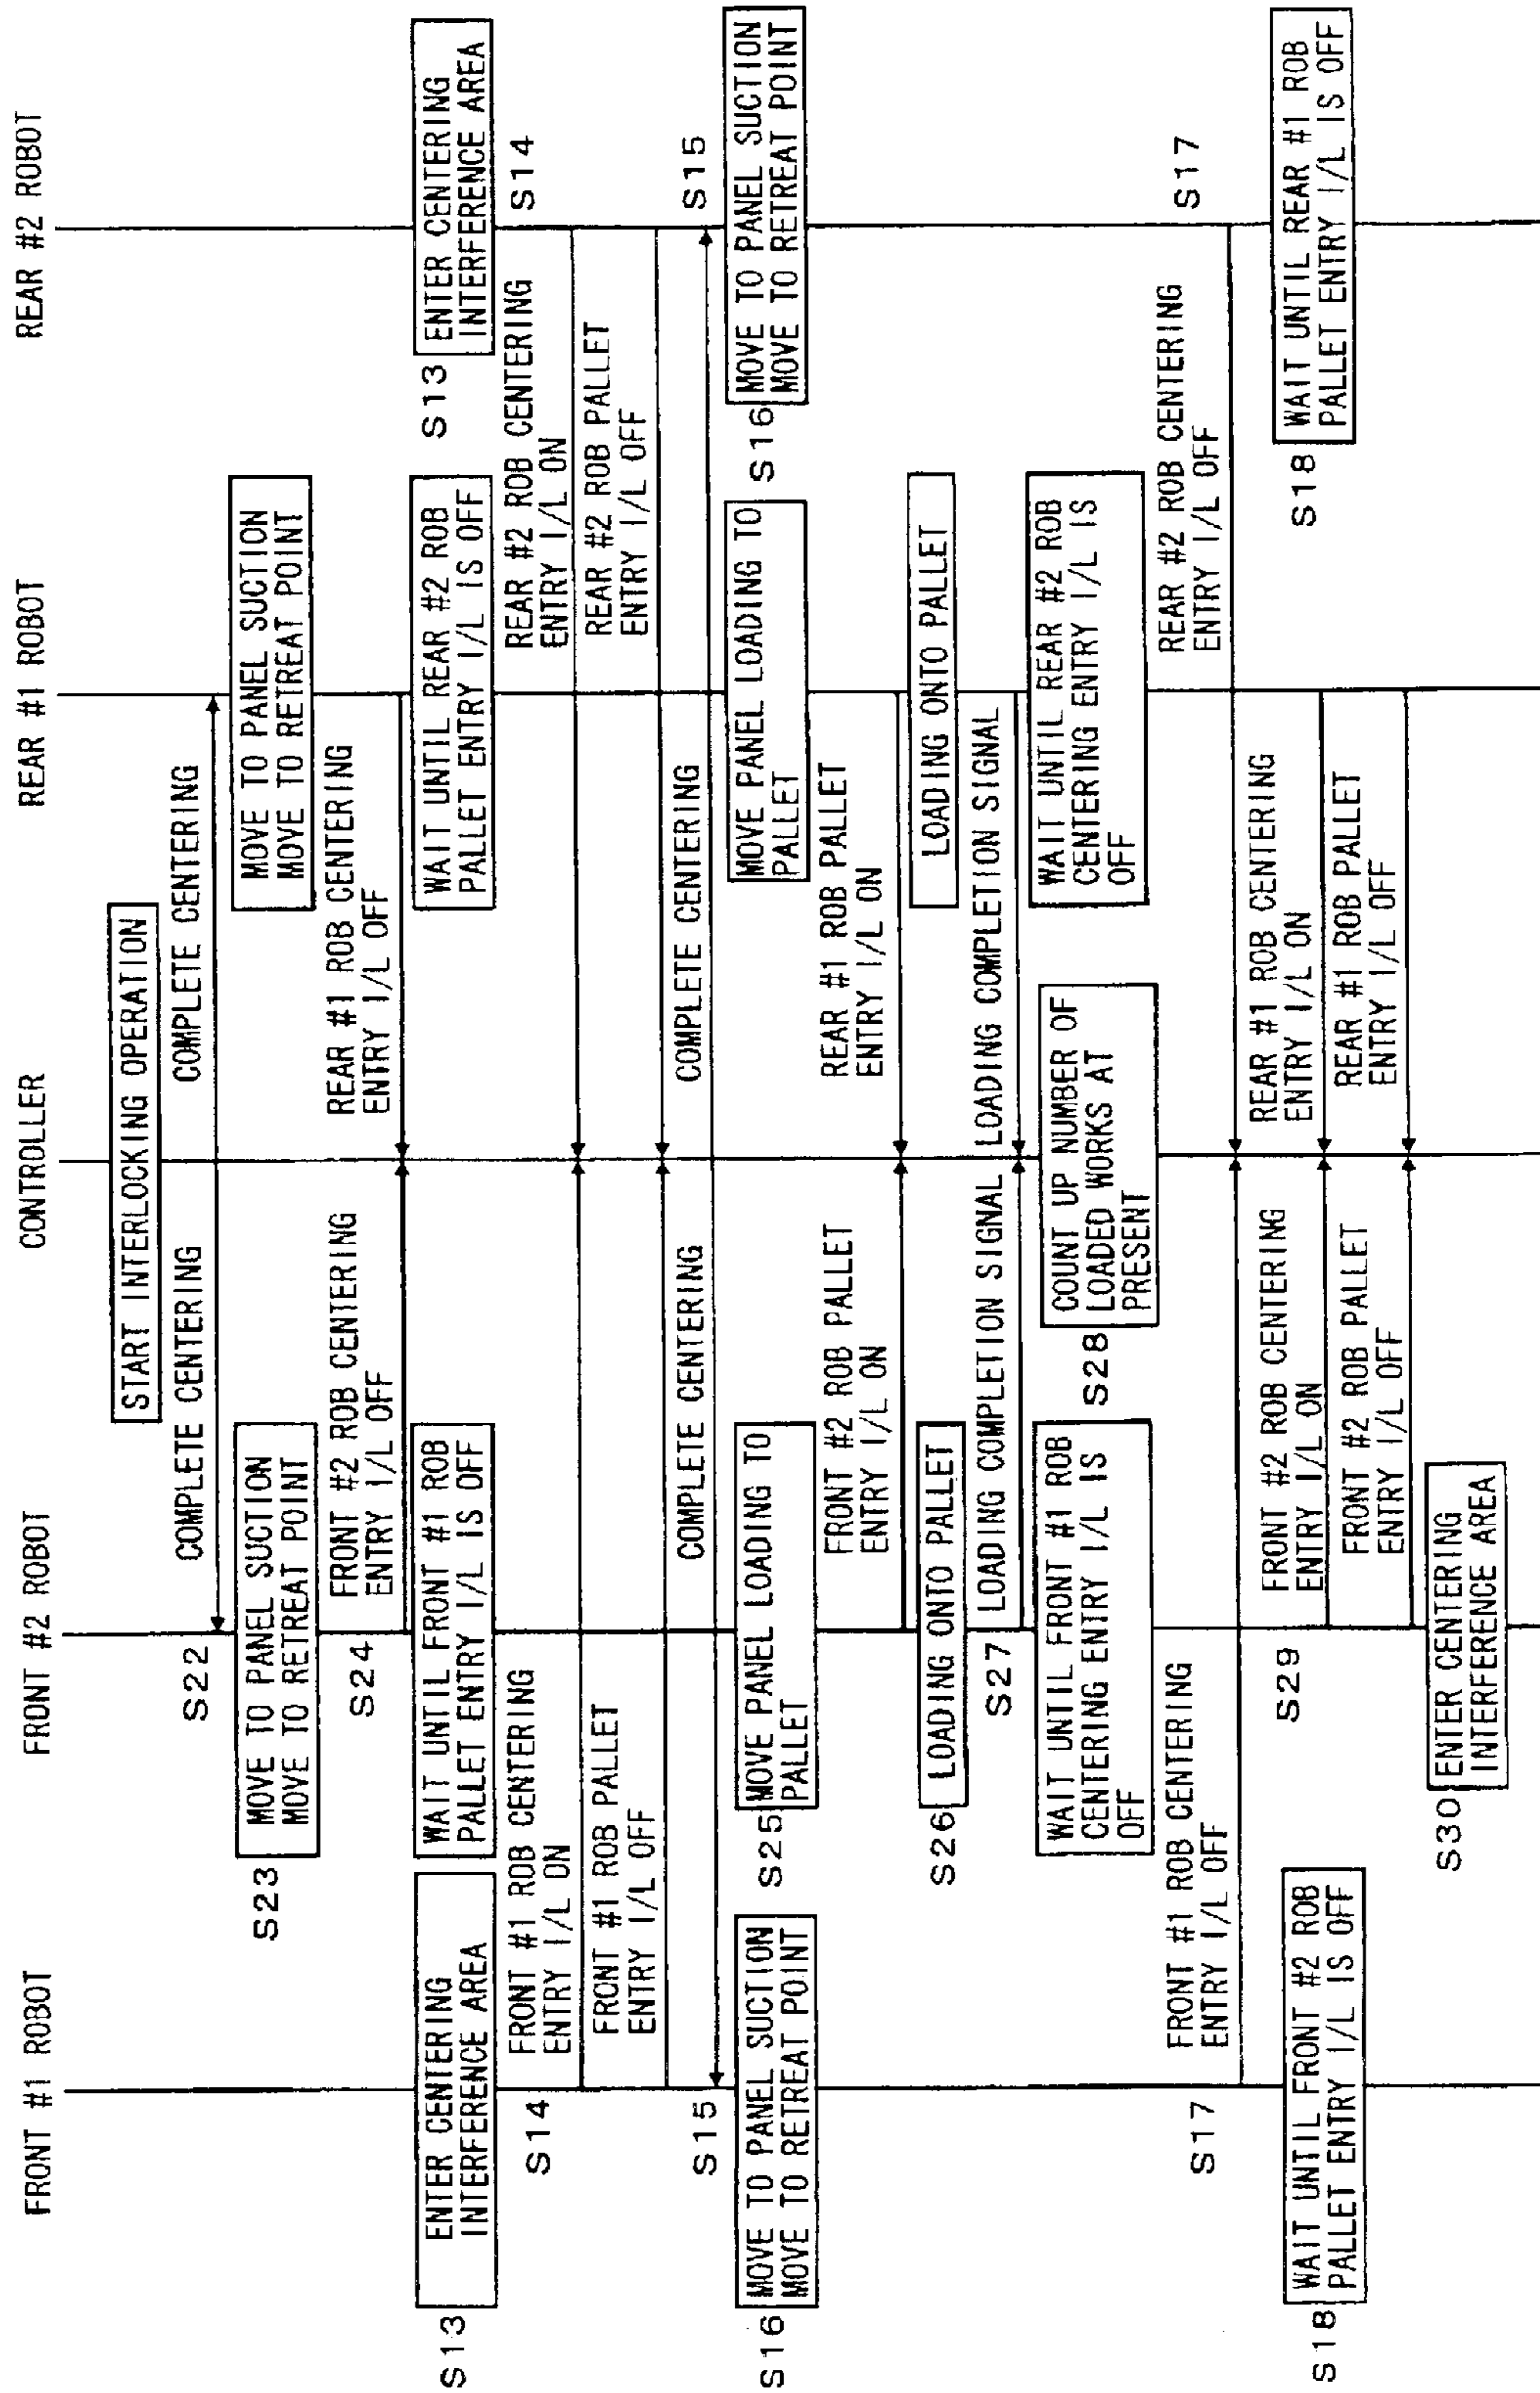 FRONT #1 ROBOT
FRONT #2 ROBOT
CONTROLLER
REAR #1 ROBOT
REAR #2 ROBOT
START INTERLOCKING OPERATION
S22
COMPLETE CENTERING
COMPLETE CENTERING
S23
MOVE TO PANEL SUCTION
MOVE TO RETREAT POINT
MOVE TO PANEL SUCTION
MOVE TO RETREAT POINT
S24
FRONT #2 ROB CENTERING
ENTRY I/L OFF
REAR #1 ROB CENTERING
ENTRY I/L OFF
S13
ENTER CENTERING
INTERFERENCE AREA
WAIT UNTIL FRONT #1 ROB
PALLET ENTRY I/L IS OFF
WAIT UNTIL REAR #2 ROB
PALLET ENTRY I/L IS OFF
S13
ENTER CENTERING
INTERFERENCE AREA
S14
FRONT #1 ROB CENTERING
ENTRY I/L ON
REAR #2 ROB CENTERING
ENTRY I/L ON
S14
FRONT #1 ROB PALLET
ENTRY I/L OFF
REAR #2 ROB PALLET
ENTRY I/L OFF
S15
COMPLETE CENTERING
COMPLETE CENTERING
S15
S16
MOVE TO PANEL SUCTION
MOVE TO RETREAT POINT
S25
MOVE PANEL LOADING TO
PALLET
MOVE PANEL LOADING TO
PALLET
S16
MOVE TO PANEL SUCTION
MOVE TO RETREAT POINT
FRONT #2 ROB PALLET
ENTRY I/L ON
REAR #1 ROB PALLET
ENTRY I/L ON
S26
LOADING ONTO PALLET
LOADING ONTO PALLET
S27
LOADING COMPLETION SIGNAL
LOADING COMPLETION SIGNAL
WAIT UNTIL FRONT #1 ROB
CENTERING ENTRY I/L IS
OFF
S28
COUNT UP NUMBER OF
LOADED WORKS AT
PRESENT
WAIT UNTIL REAR #2 ROB
CENTERING ENTRY I/L IS
OFF
S17
FRONT #1 ROB CENTERING
ENTRY I/L OFF
REAR #2 ROB CENTERING
ENTRY I/L OFF
S17
S18
WAIT UNTIL FRONT #2 ROB
PALLET ENTRY I/L IS OFF
S29
FRONT #2 ROB CENTERING
ENTRY I/L ON
REAR #1 ROB CENTERING
ENTRY I/L ON
S18
WAIT UNTIL REAR #1 ROB
PALLET ENTRY I/L IS OFF
FRONT #2 ROB PALLET
ENTRY I/L OFF
REAR #1 ROB PALLET
ENTRY I/L OFF
S30
ENTER CENTERING
INTERFERENCE AREA